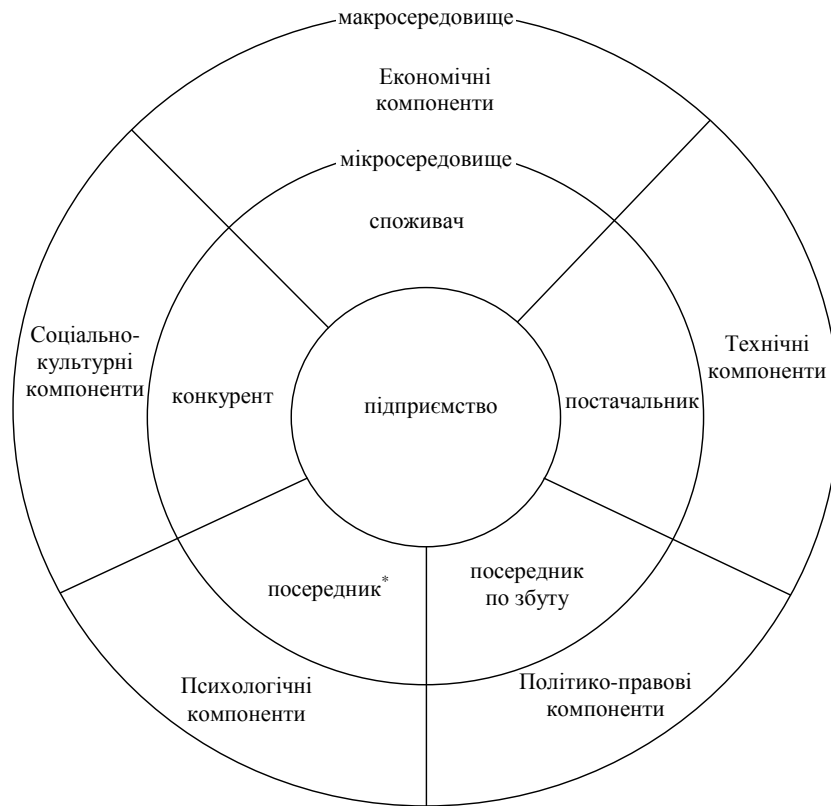 макросередовище
Економічні
компоненти
мікросередовище
споживач
Соціально-
культурні
компоненти
Технічні
компоненти
конкурент
підприємство
постачальник
посередник*
посередник
по збуту
Психологічні
компоненти
Політико-правові
компоненти